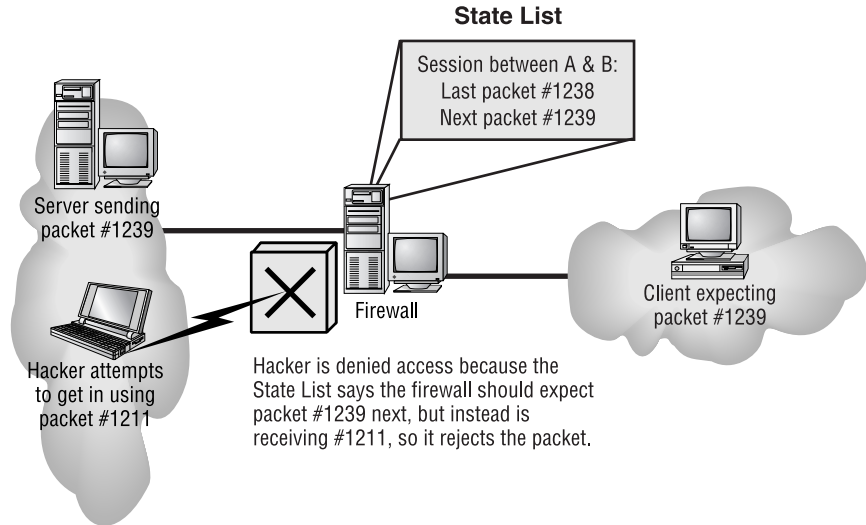 State List
Session between A & B:
Last packet #1238
Next packet #1239
Server sending
packet #1239
Firewall
Client expecting
packet #1239
Hacker attempts
to get in using
packet #1211
Hacker is denied access because the
State List says the firewall should expect
packet #1239 next, but instead is
receiving #1211, so it rejects the packet.